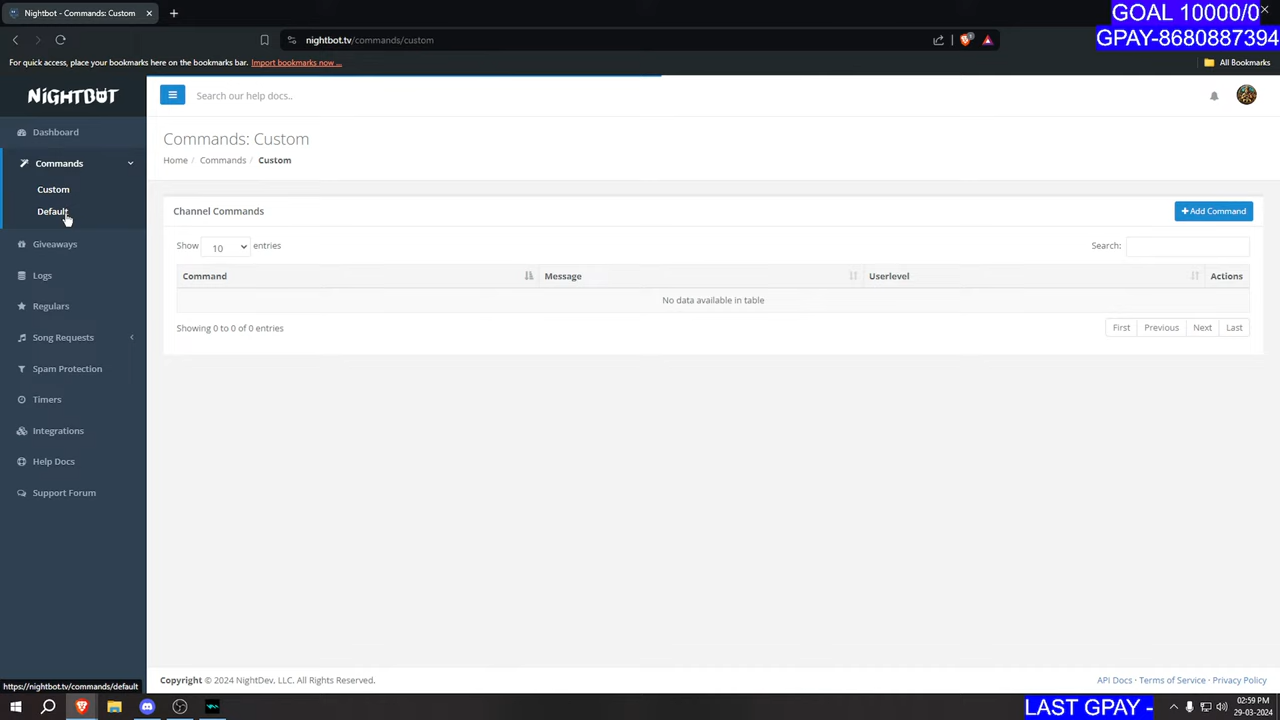 Nightbot - Commands: Custom
GOAL 10000/0
nightbot.tv/commands/custom
GPAY-8680887394
For quick access, place your bookmarks here on the bookmarks bar. Import bookmarks now ...
All Bookmarks
NIGHTBOT
Search our help docs..
Dashboard
Commands
Custom
Default
Giveaways
Logs
Regulars
Song Requests
Spam Protection
Timers
Integrations
Help Docs
Support Forum
Commands: Custom
Home / Commands / Custom
Channel Commands
+ Add Command
Show 10 entries
Search:
Command Message Userlevel Actions
No data available in table
Showing 0 to 0 of 0 entries
First Previous Next Last
Copyright © 2024 NightDev, LLC. All Rights Reserved.
API Docs - Terms of Service - Privacy Policy
https://nightbot.tv/commands/default
LAST GPAY -
02:59 PM
29-03-2024